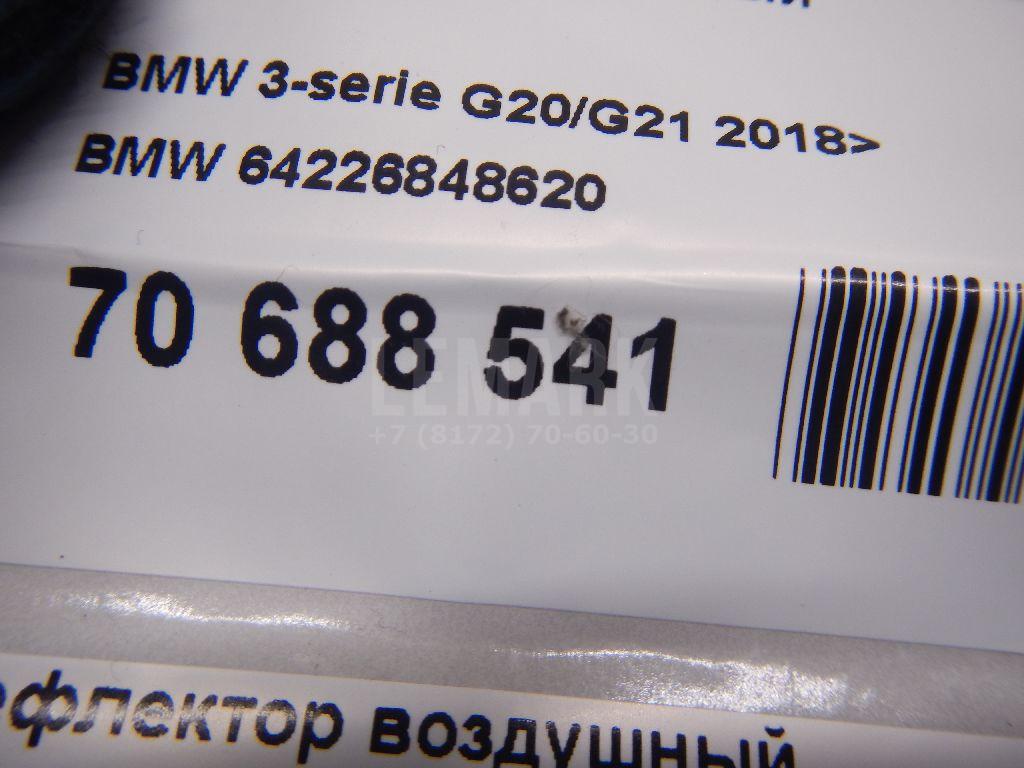 BMW 3-serie G20/G21 2018>
BMW 64226848620
70 688 541
LEMARK
+7 (8172) 70-60-30
ефлектор воздушный